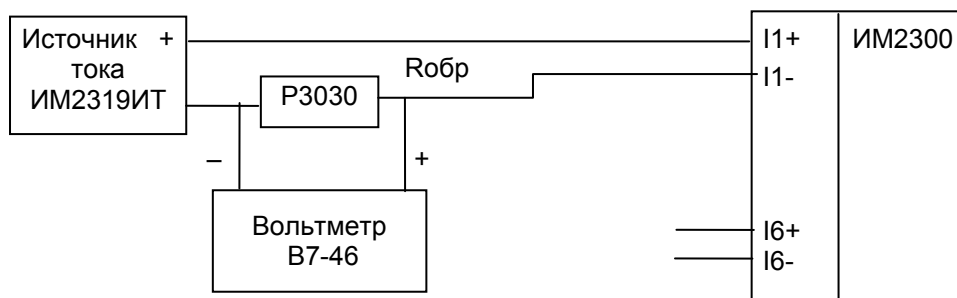 Источник +
тока
ИМ2319ИТ
Rобр
Р3030
–
+
Вольтметр
В7-46
I1+
I1-
ИМ2300
I6+
I6-